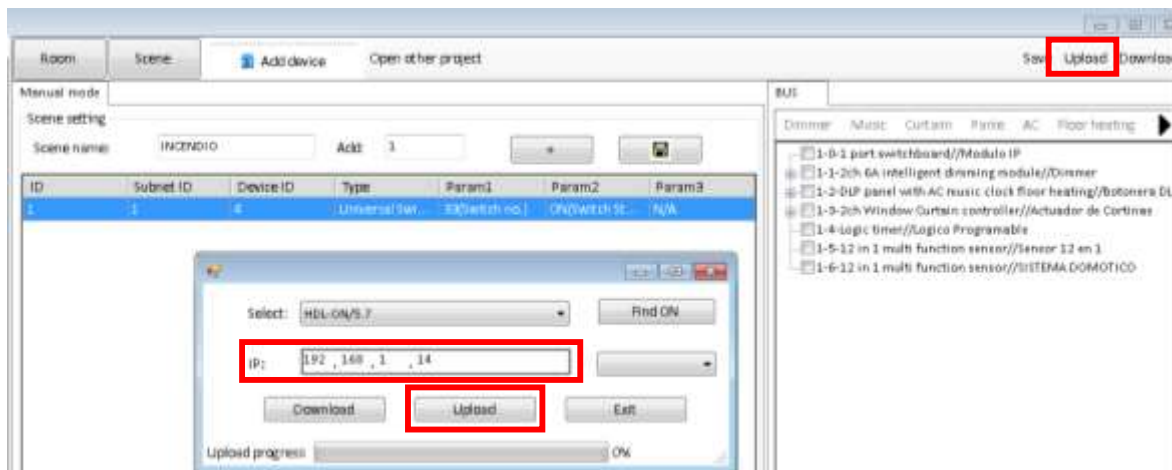 Room Scene Add device Open other project Save Upload Download
Manual mode
BUS
Scene setting
Dimmer Music Curtain AC Floor heating
Scene name: INCENDIO Add: 1 +
1-0-1 port switchboard//Modulo IP
1-1-2ch 6A intelligent dimming module//Dimmer
1-2-DLP panel with AC music clock floor heating//Botonera DL
1-3-2ch Window Curtain controller//Actuador de Cortinas
1-4-Logic timer//Logico Programable
1-5-12 in 1 multi function sensor//Sensor 12 en 1
1-6-12 in 1 multi function sensor//SISTEMA DOMOTICO
ID Subnet ID Device ID Type Param1 Param2 Param3
1 1 4 Universal Swi... (Switch no.) ON(Switch St... N/A
Select: HDL-ON/S.7 Find ON
IP: 192 .168 .1 .14
Download Upload Exit
Upload progress 0%